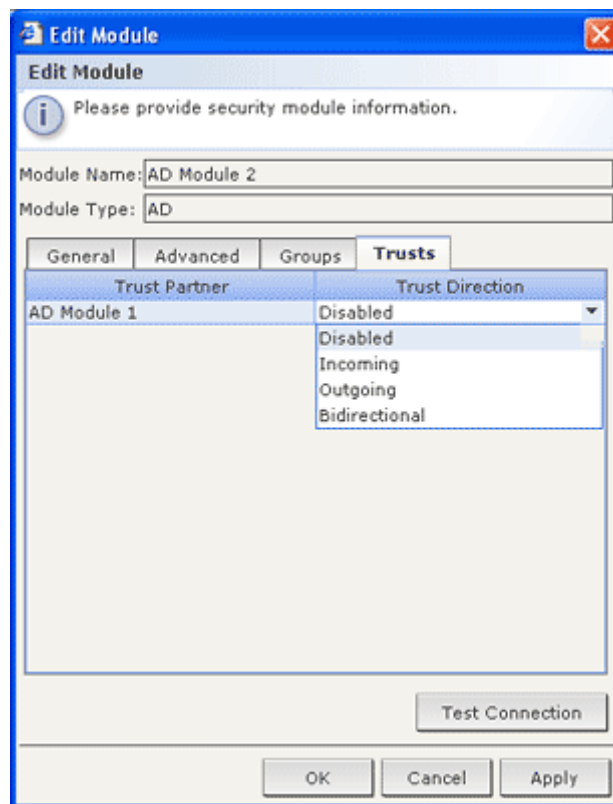 Edit Module
Edit Module
Please provide security module information.
Module Name: AD Module 2
Module Type: AD
General Advanced Groups Trusts
Trust Partner Trust Direction
AD Module 1 Disabled
Disabled
Incoming
Outgoing
Bidirectional
Test Connection
OK Cancel Apply